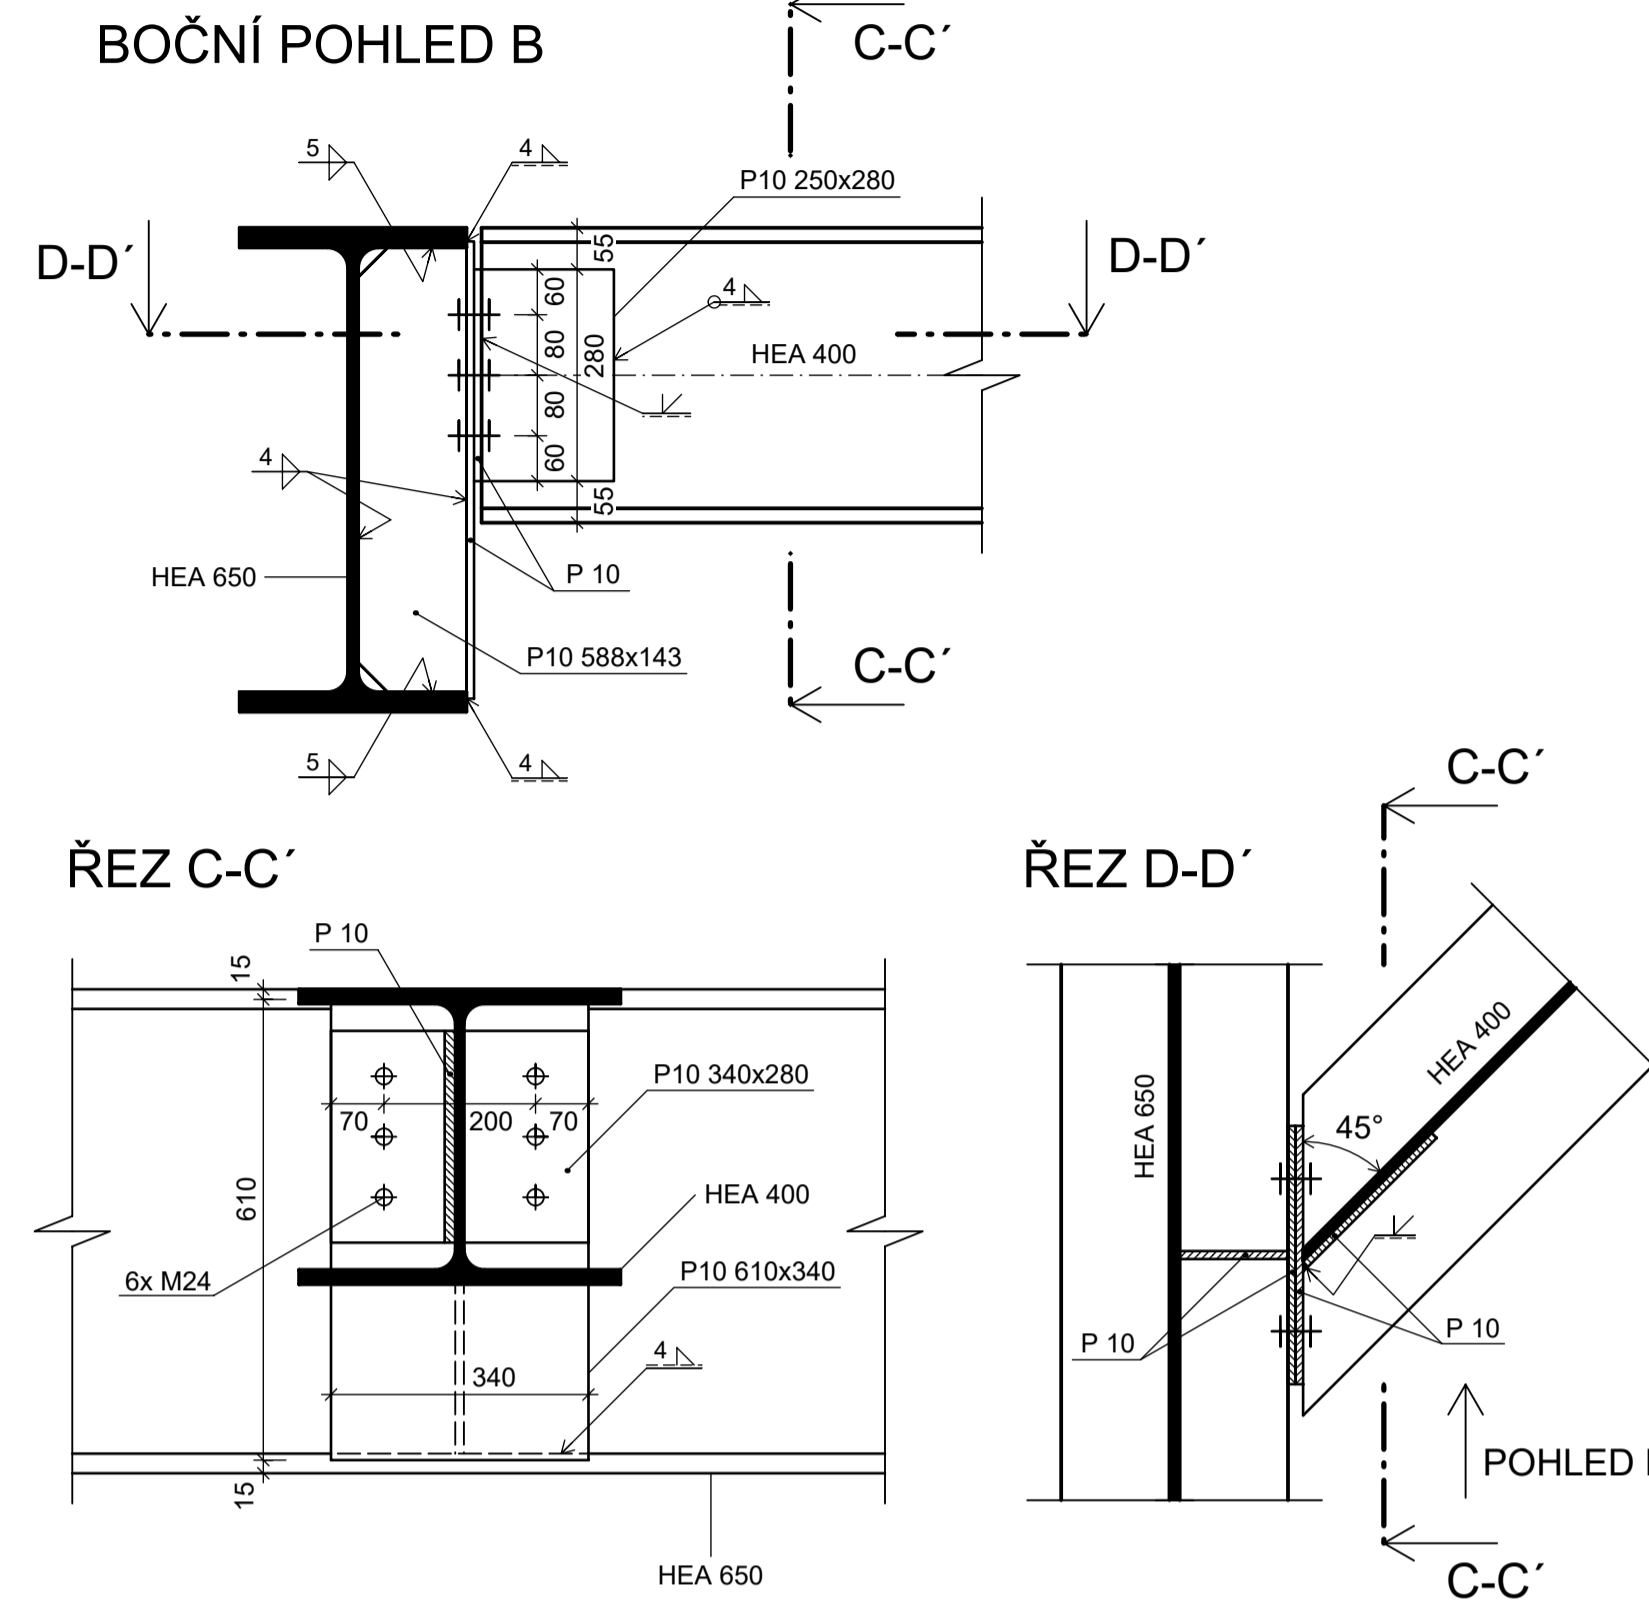 BOČNÍ POHLED B
C-C´
5
4
P10 250x280
D-D´
D-D´
55
60
80
280
80
60
55
4
HEA 400
4
HEA 650
P 10
P10 588x143
C-C´
5
4
C-C´
ŘEZ C-C´
ŘEZ D-D´
P 10
15
P10 340x280
70
200
70
610
HEA 400
6x M24
P10 610x340
4
340
15
HEA 650
HEA 400
HEA 650
45°
P 10
P 10
POHLED
C-C´